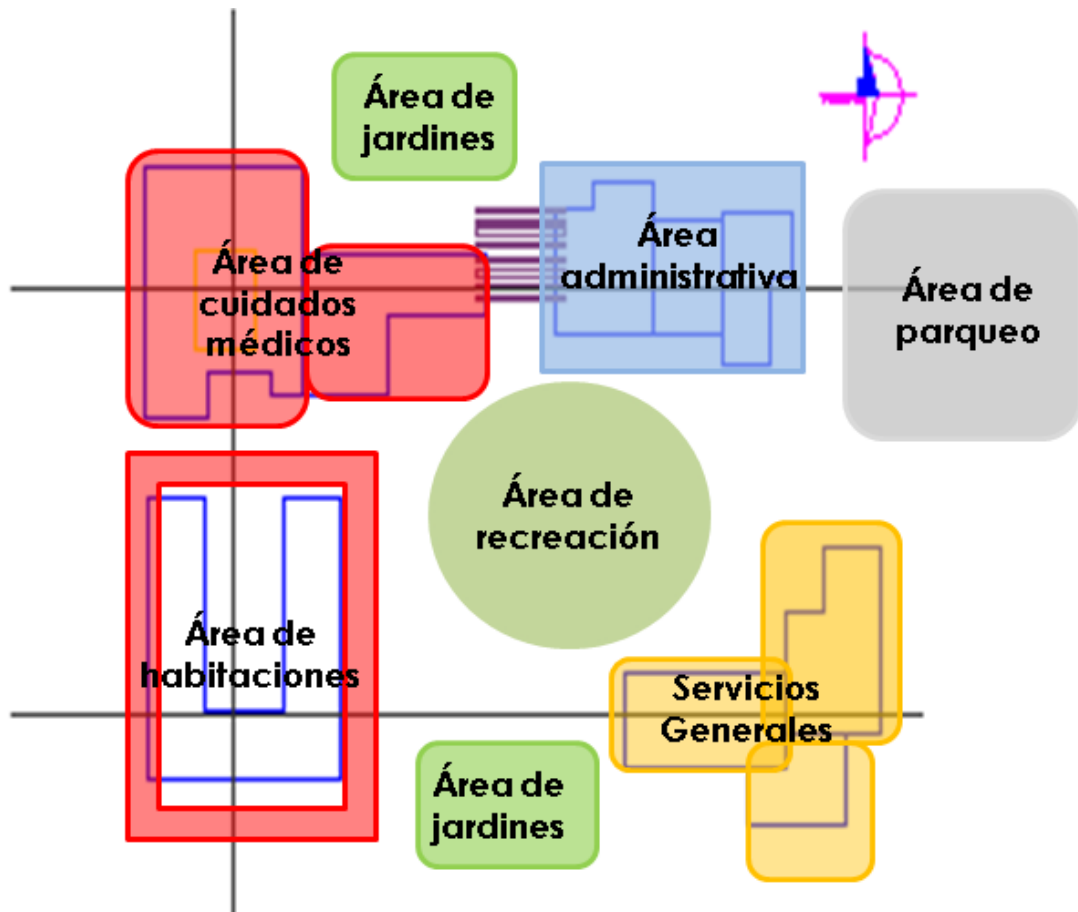 Área de
jardines
Área
administrativa
Área de
cuidados
médicos
Área de
parqueo
Área de
recreación
Área de
habitaciones
Servicios
Generales
Área de
jardines